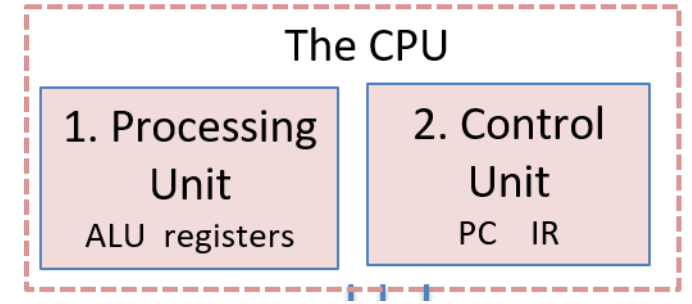 The CPU
1. Processing
Unit
ALU registers
2. Control
Unit
PC IR